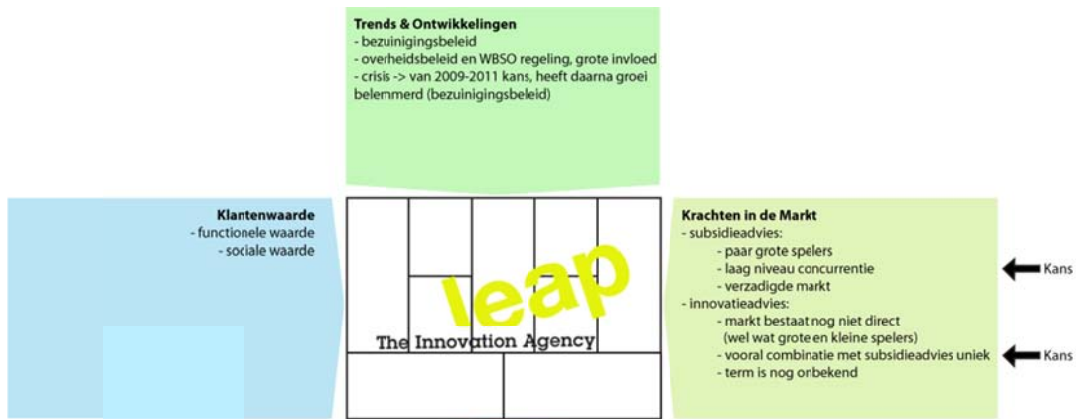 Trends & Ontwikkelingen
- bezuinigingsbeleid
- overheidsbeleid en WBSO regeling, grote invloed
- crisis -> van 2009-2011 kans, heeft daarna groei
belemmerd (bezuinigingsbeleid)
Klantenwaarde
- functionele waarde
- sociale waarde
leap
The Innovation Agency
Krachten in de Markt
- subsidieadvies:
- paar grote spelers
- laag niveau concurrentie
- verzadigde markt
- innovatieadvies:
- markt bestaat nog niet direct
(wel wat grote en kleine spelers)
- vooral combinatie met subsidieadvies uniek
- term is nog onbekend
Kans
Kans